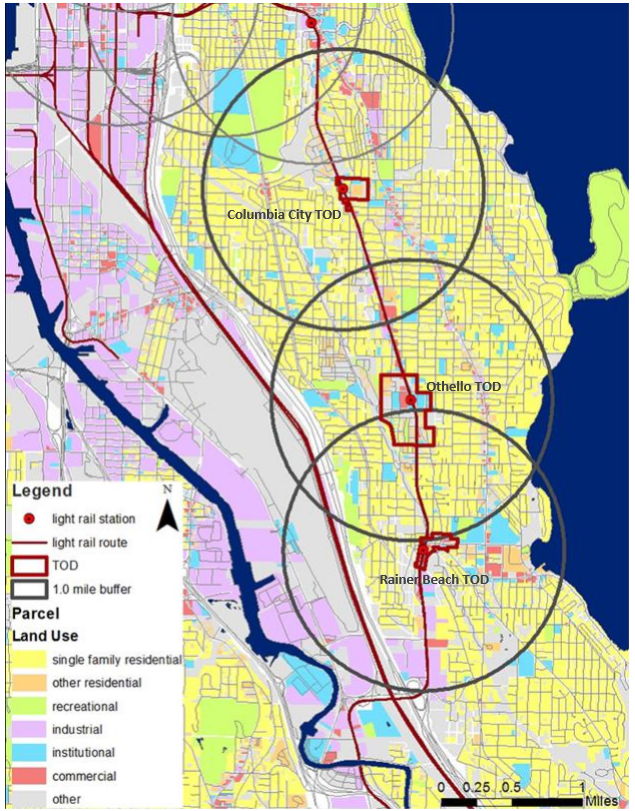 Columbia City TOD
Othello TOD
Rainer Beach TOD
Legend
N
light rail station
light rail route
TOD
1.0 mile buffer
Parcel
Land Use
single family residential
other residential
recreational
industrial
institutional
commercial
other
0 0.25 0.5 1
Miles